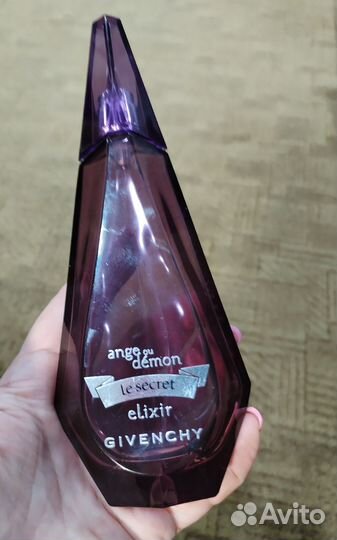 ange ou
démon
le secret
elixir
GIVENCHY
Avito